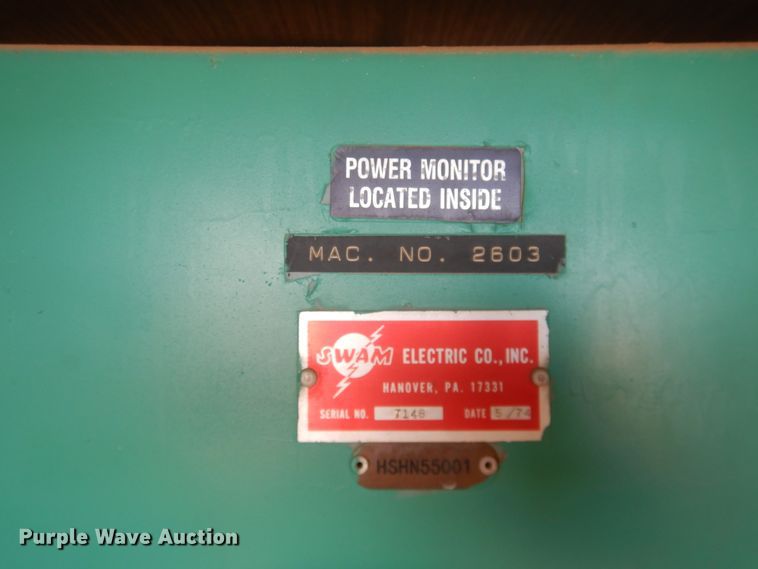 POWER MONITOR
LOCATED INSIDE
MAC. NO. 2603
SWAM ELECTRIC CO., INC.
HANOVER, PA. 17331
SERIAL NO. 7148 DATE 5/74
HSHN55001
Purple Wave Auction